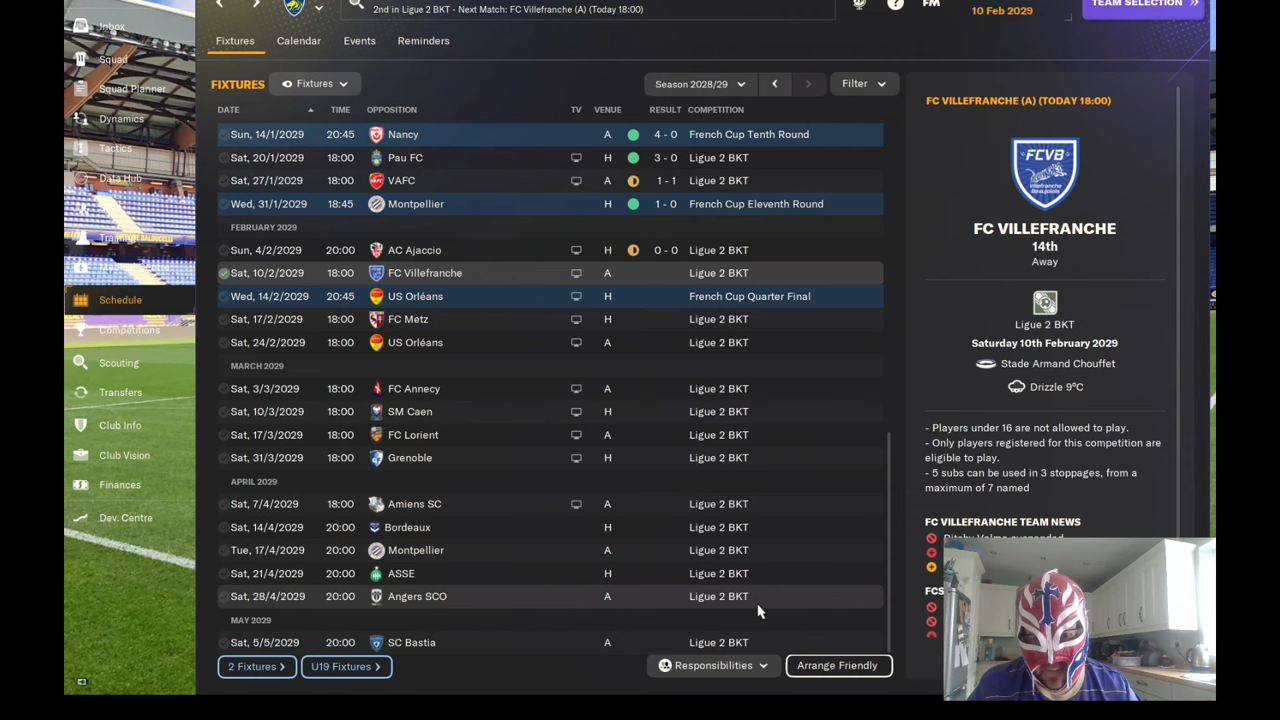 2nd in Ligue 2 BKT - Next Match: FC Villefranche (A) (Today 18:00)
FM
10 Feb 2029
TEAM SELECTION
Inbox
Squad
Squad Planner
Dynamics
Tactics
Data Hub
Schedule
Competitions
Scouting
Transfers
Club Info
Club Vision
Finances
Dev. Centre
Fixtures Calendar Events Reminders
FIXTURES Fixtures Season 2028/29 Filter
DATE TIME OPPOSITION TV VENUE RESULT COMPETITION
Sun, 14/1/2029 20:45 Nancy A 4 - 0 French Cup Tenth Round
Sat, 20/1/2029 18:00 Pau FC H 3 - 0 Ligue 2 BKT
Sat, 27/1/2029 18:00 VAFC A 1 - 1 Ligue 2 BKT
Wed, 31/1/2029 18:45 Montpellier H 1 - 0 French Cup Eleventh Round
FEBRUARY 2029
Sun, 4/2/2029 20:00 AC Ajaccio H 0 - 0 Ligue 2 BKT
Sat, 10/2/2029 18:00 FC Villefranche A Ligue 2 BKT
Wed, 14/2/2029 20:45 US Orléans H French Cup Quarter Final
Sat, 17/2/2029 18:00 FC Metz H Ligue 2 BKT
Sat, 24/2/2029 18:00 US Orléans A Ligue 2 BKT
MARCH 2029
Sat, 3/3/2029 18:00 FC Annecy A Ligue 2 BKT
Sat, 10/3/2029 18:00 SM Caen H Ligue 2 BKT
Sat, 17/3/2029 18:00 FC Lorient A Ligue 2 BKT
Sat, 31/3/2029 18:00 Grenoble H Ligue 2 BKT
APRIL 2029
Sat, 7/4/2029 18:00 Amiens SC A Ligue 2 BKT
Sat, 14/4/2029 20:00 Bordeaux H Ligue 2 BKT
Tue, 17/4/2029 20:00 Montpellier A Ligue 2 BKT
Sat, 21/4/2029 20:00 ASSE H Ligue 2 BKT
Sat, 28/4/2029 20:00 Angers SCO A Ligue 2 BKT
MAY 2029
Sat, 5/5/2029 20:00 SC Bastia A Ligue 2 BKT
2 Fixtures U19 Fixtures Responsibilities Arrange Friendly
FC VILLEFRANCHE (A) (TODAY 18:00)
FCVB
FC VILLEFRANCHE
14th
Away
Ligue 2 BKT
Saturday 10th February 2029
Stade Armand Chouffet
Drizzle 9ºC
- Players under 16 are not allowed to play.
- Only players registered for this competition are
eligible to play.
- 5 subs can be used in 3 stoppages, from a
maximum of 7 named
FC VILLEFRANCHE TEAM NEWS